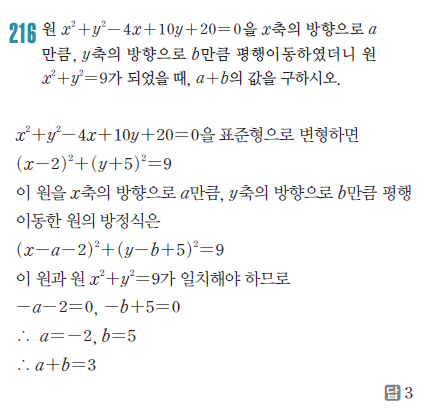 216 원 x²+y²-4x+10y+20=0을 x축의 방향으로 a
만큼, y축의 방향으로 b만큼 평행이동하였더니 원
x²+y²=9가 되었을 때, a+b의 값을 구하시오.
x²+y²-4x+10y+20=0을 표준형으로 변형하면
(x-2)²+(y+5)²=9
이 원을 x축의 방향으로 a만큼, y축의 방향으로 b만큼 평행
이동한 원의 방정식은
(x-a-2)²+(y-b+5)²=9
이 원과 원 x²+y²=9가 일치해야 하므로
-a-2=0, -b+5=0
∴ a=-2, b=5
∴ a+b=3
답 3